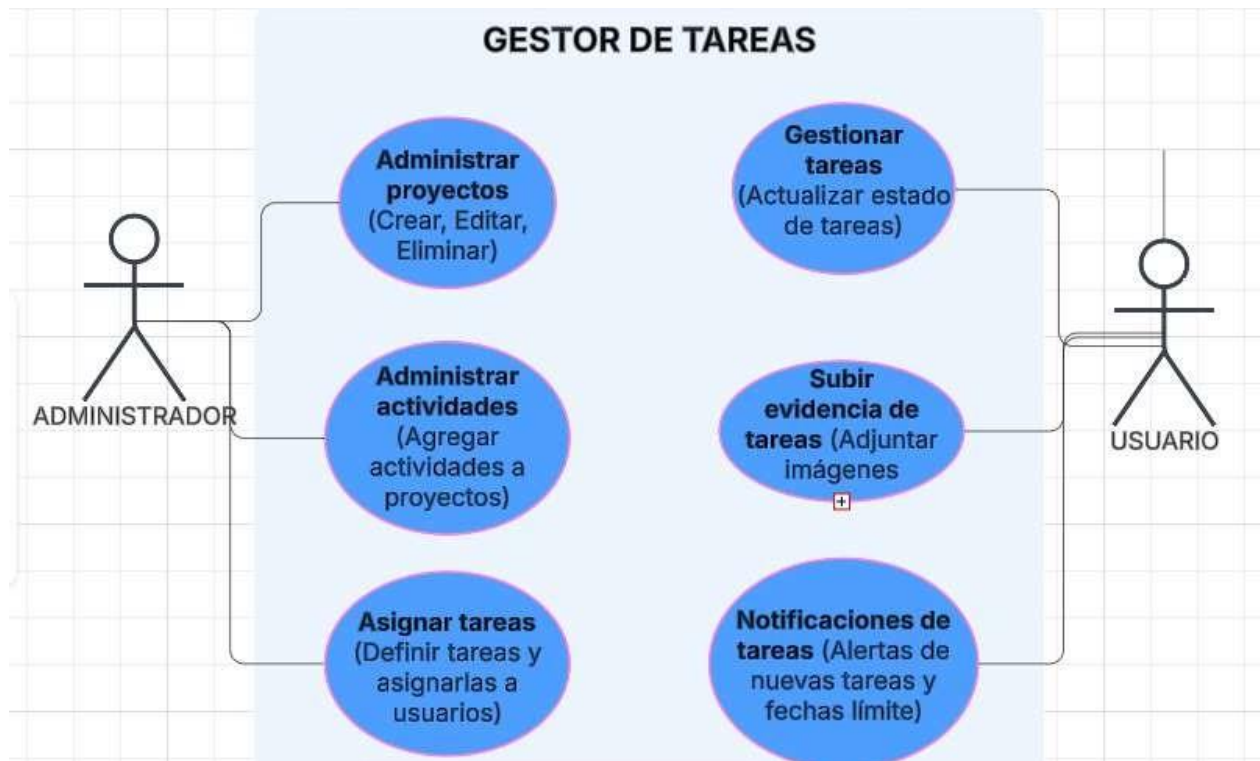 GESTOR DE TAREAS
Administrar
proyectos
(Crear, Editar,
Eliminar)
Administrar
actividades
(Agregar
actividades a
proyectos)
Asignar tareas
(Definir tareas y
asignarlas a
usuarios)
Gestionar
tareas
(Actualizar estado
de tareas)
Subir
evidencia de
tareas (Adjuntar
imágenes
Notificaciones de
tareas (Alertas de
nuevas tareas y
fechas límite)
ADMINISTRADOR
USUARIO